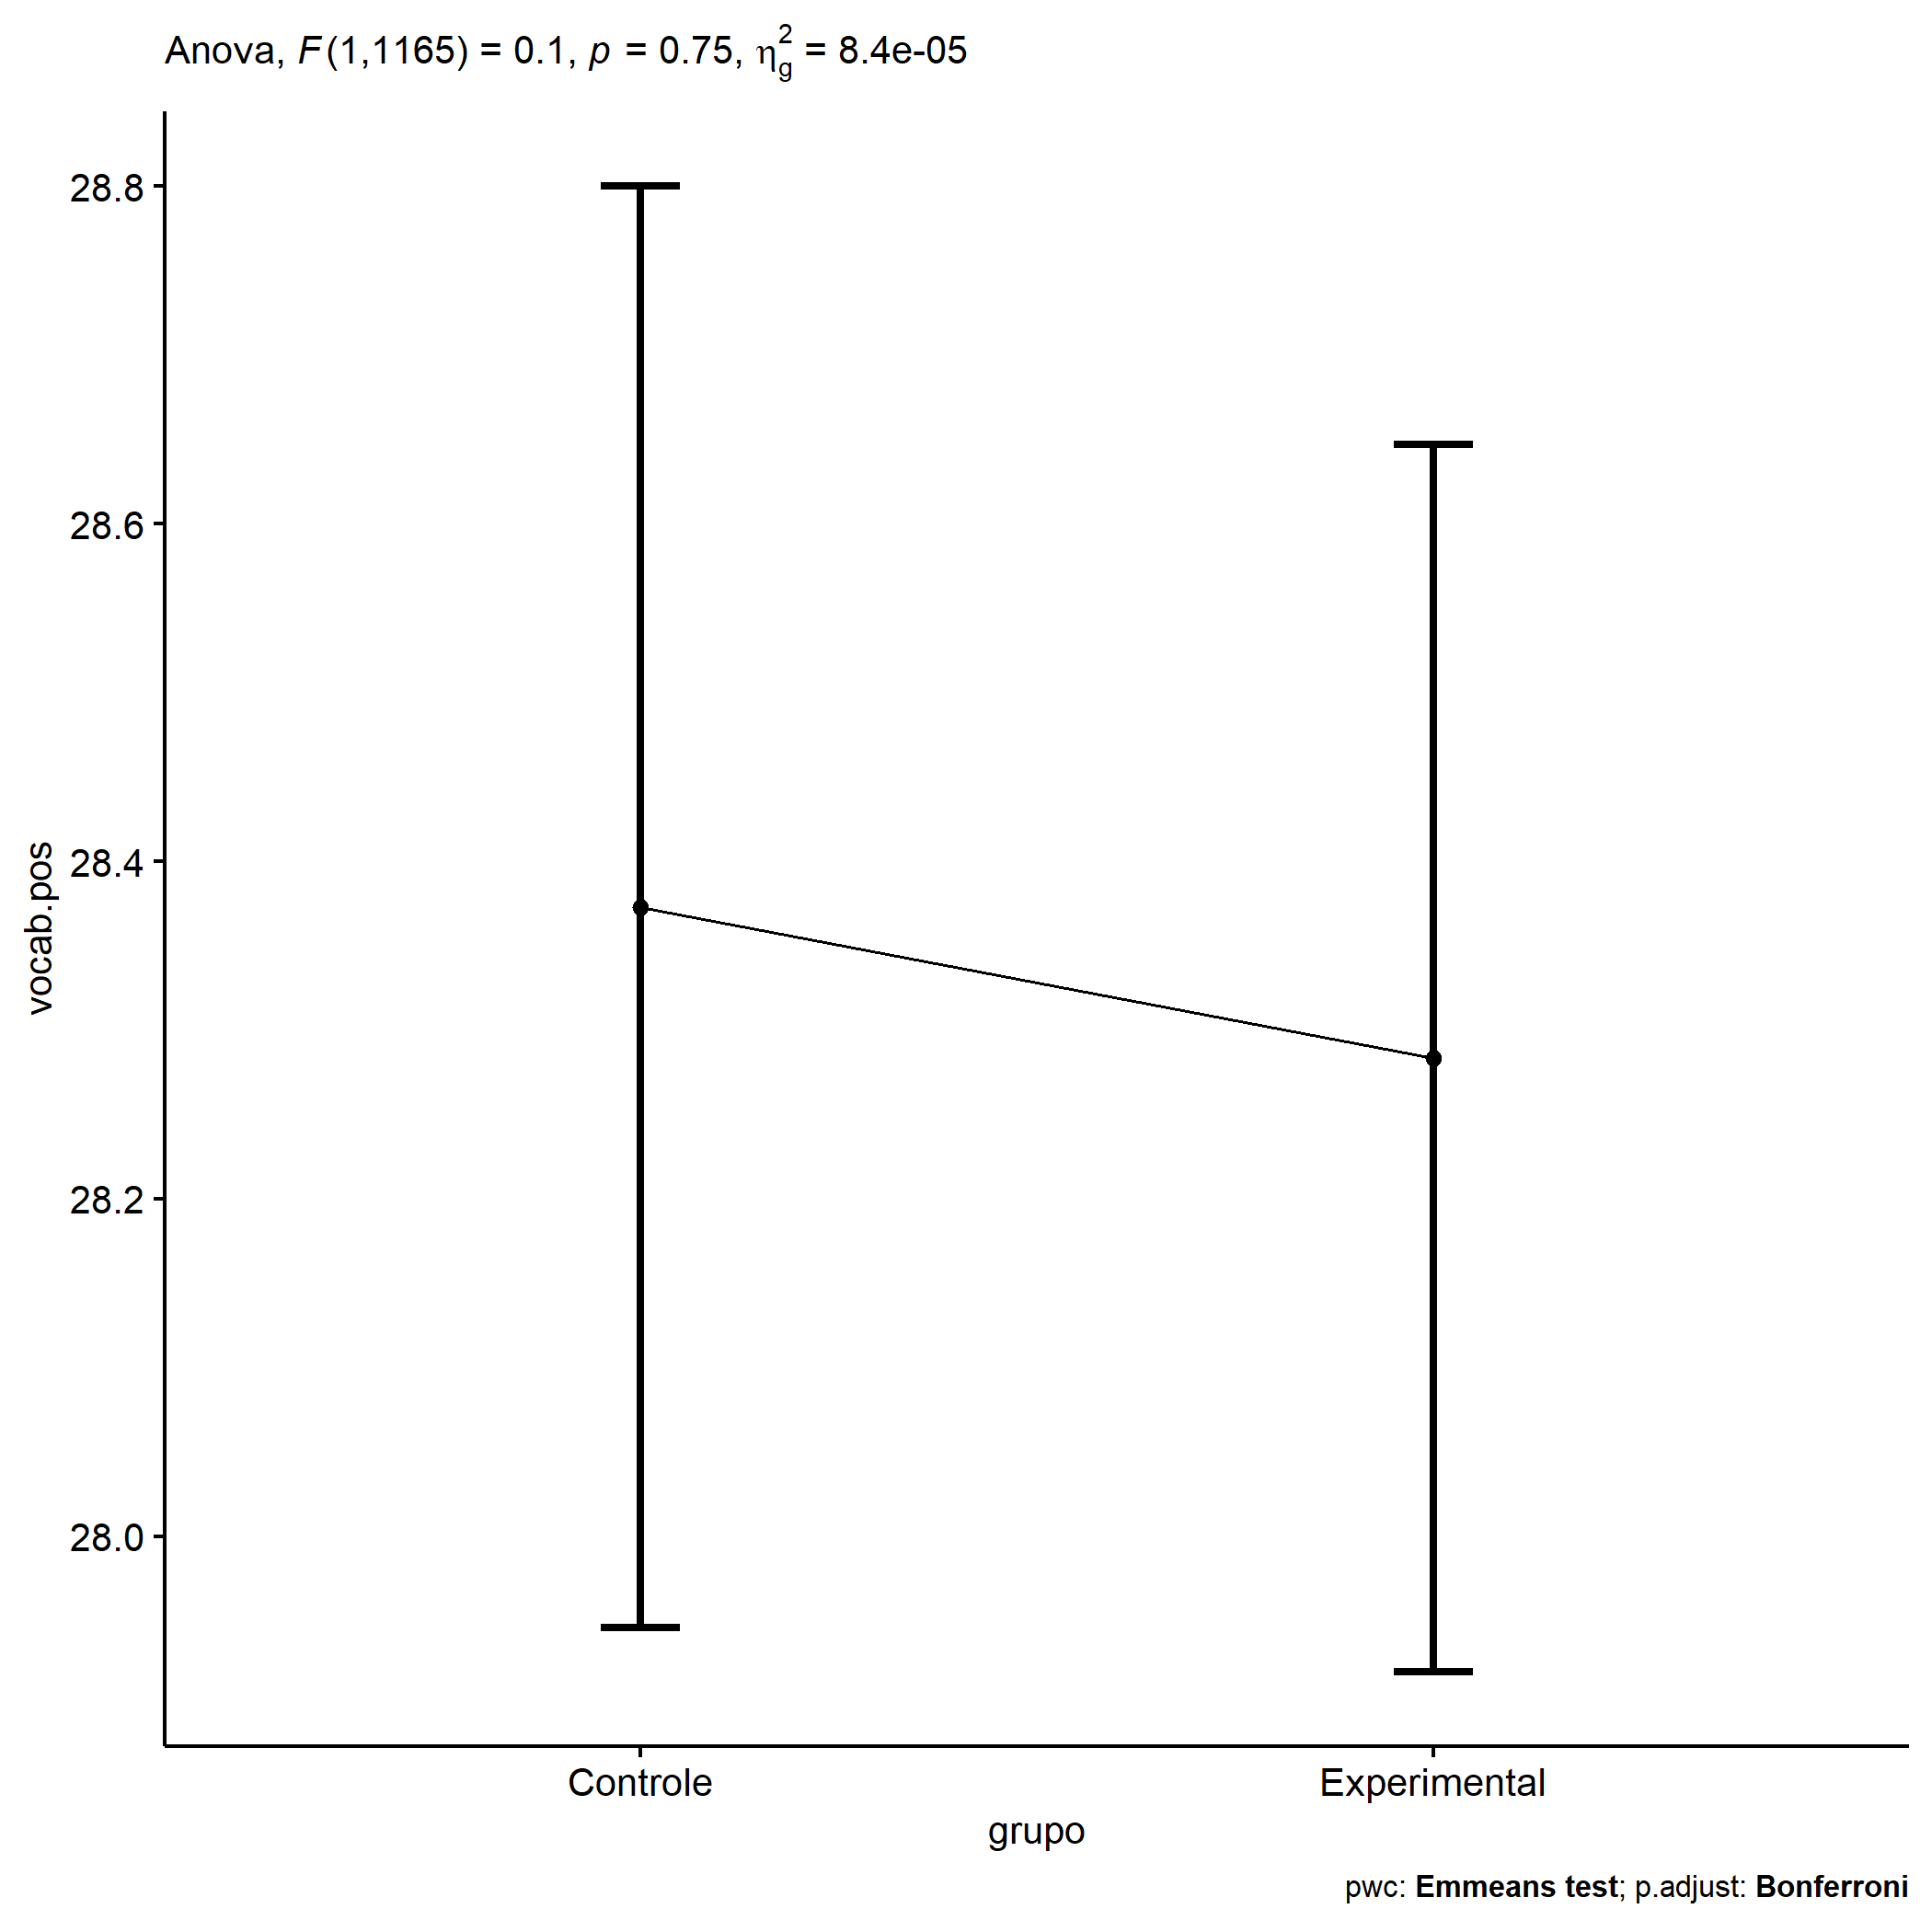 Anova, F(1,1165) = 0.1, p = 0.75, η²g = 8.4e-05
28.8
28.6
28.4
28.2
28.0
vocab.pos
Controle
Experimental
grupo
pwc: Emmeans test; p.adjust: Bonferroni